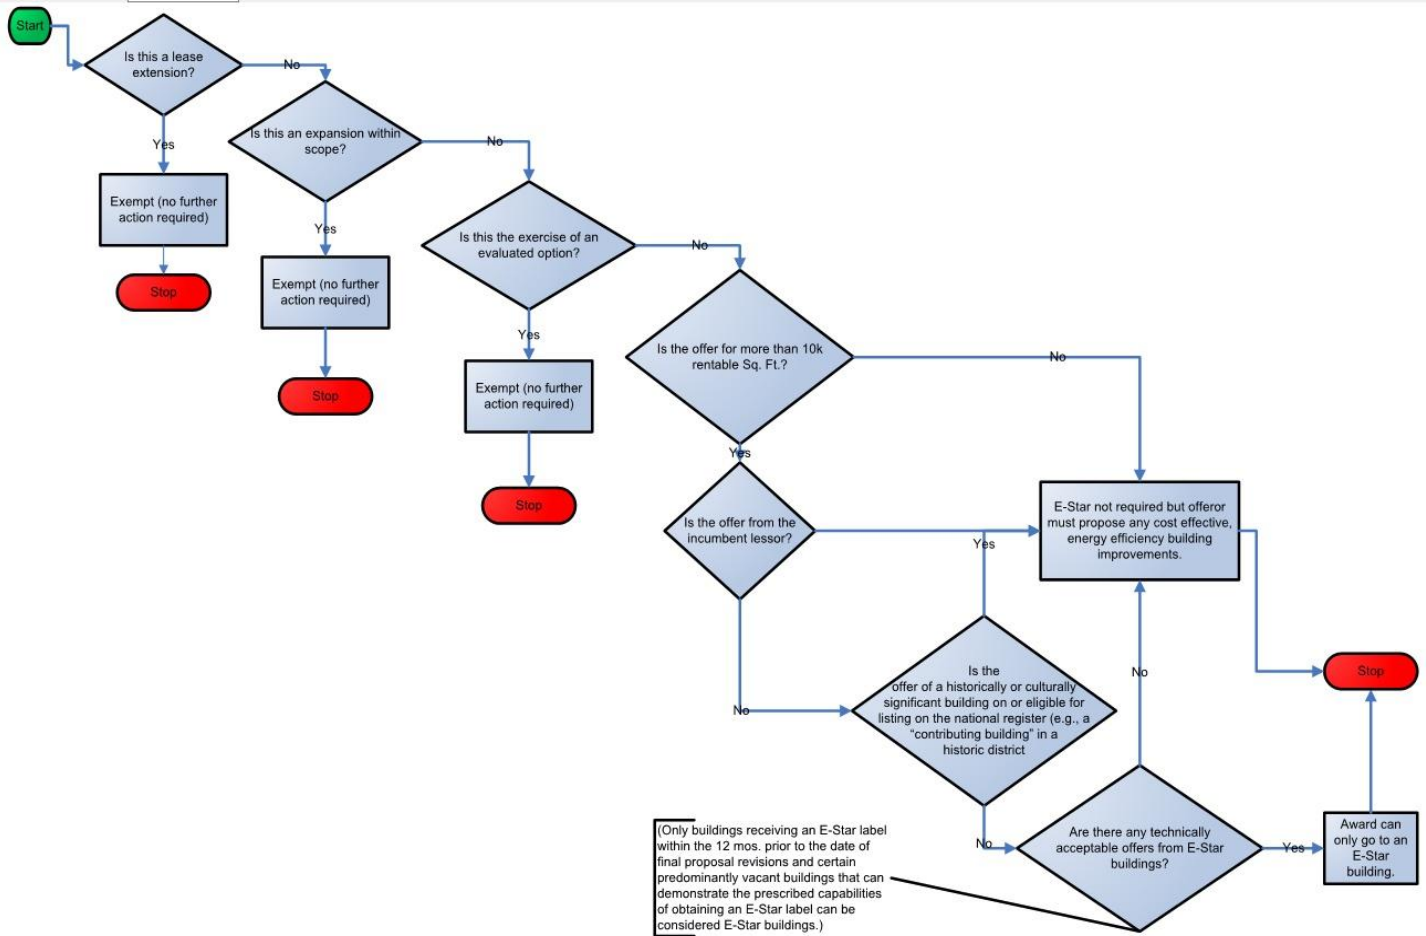 Start
Is this a lease
extension?
No
Yes
Exempt (no further
action required)
Stop
Is this an expansion within
scope?
No
Yes
Exempt (no further
action required)
Stop
Is this the exercise of an
evaluated option?
No
Yes
Exempt (no further
action required)
Stop
Is the offer for more than 10k
rentable Sq. Ft.?
No
Yes
Is the offer from the
incumbent lessor?
Yes
No
E-Star not required but offeror
must propose any cost effective,
energy efficiency building
improvements.
Is the
offer of a historically or culturally
significant building on or eligible for
listing on the national register (e.g., a
“contributing building” in a
historic district
No
No
Stop
Are there any technically
acceptable offers from E-Star
buildings?
Yes
Award can
only go to an
E-Star
building.
(Only buildings receiving an E-Star label
within the 12 mos. prior to the date of
final proposal revisions and certain
predominantly vacant buildings that can
demonstrate the prescribed capabilities
of obtaining an E-Star label can be
considered E-Star buildings.)